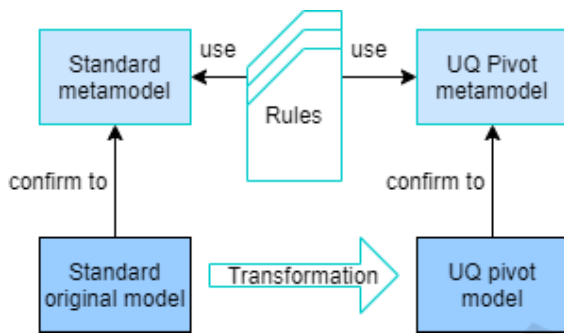 Standard
metamodel
use
Rules
use
UQ Pivot
metamodel
confirm to
confirm to
Standard
original model
Transformation
UQ pivot
model